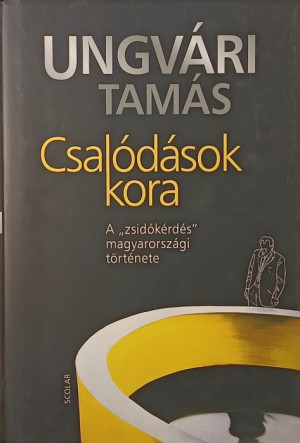 UNGVÁRI
TAMÁS
Csalódások
kora
A „zsidókérdés”
magyarországi
története
SCOLAR